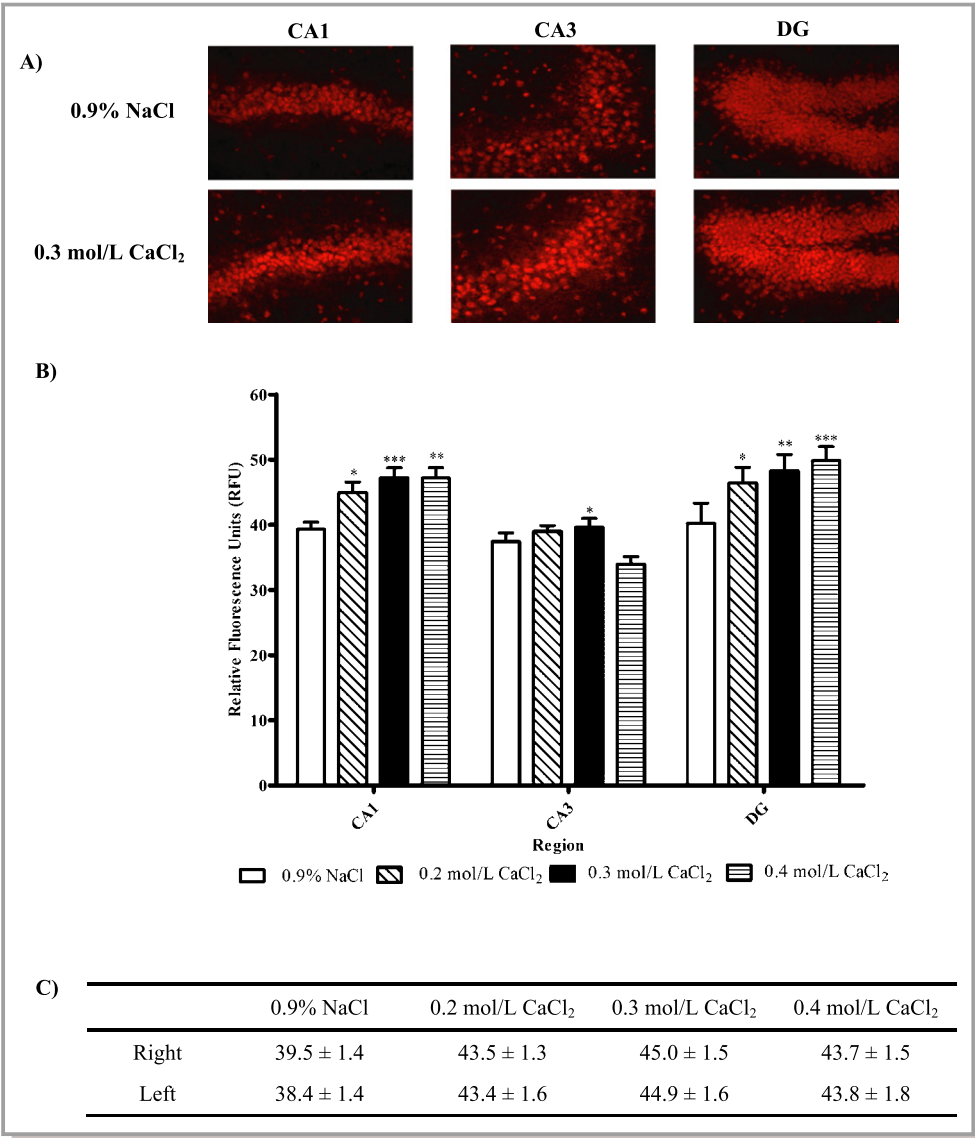 CA1 CA3 DG
A)
0.9% NaCl
0.3 mol/L CaCl₂
B)
60
50
40
30
20
10
0
Relative Fluorescence Units (RFU)
* *** **
*
* ** ***
CA1 CA3 DG
Region
0.9% NaCl 0.2 mol/L CaCl₂ 0.3 mol/L CaCl₂ 0.4 mol/L CaCl₂
C)
0.9% NaCl 0.2 mol/L CaCl₂ 0.3 mol/L CaCl₂ 0.4 mol/L CaCl₂
Right 39.5 ± 1.4 43.5 ± 1.3 45.0 ± 1.5 43.7 ± 1.5
Left 38.4 ± 1.4 43.4 ± 1.6 44.9 ± 1.6 43.8 ± 1.8